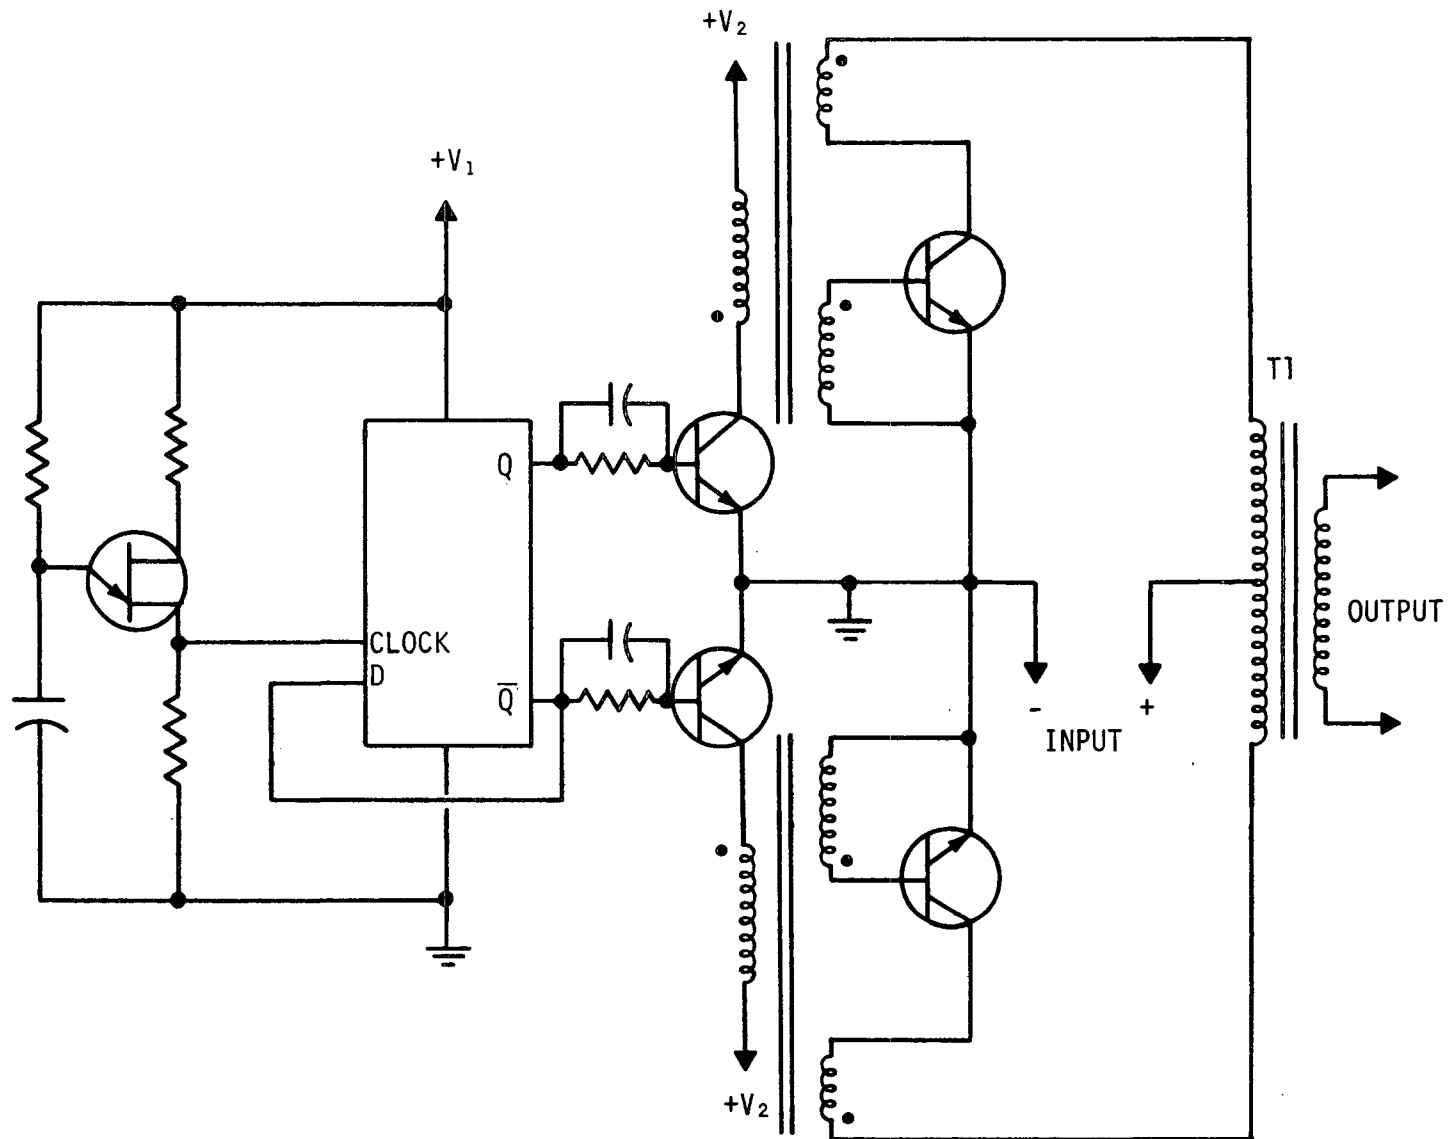 +V₂
+V₁
T1
Q
CLOCK
D
Q̅
OUTPUT
- +
INPUT
+V₂